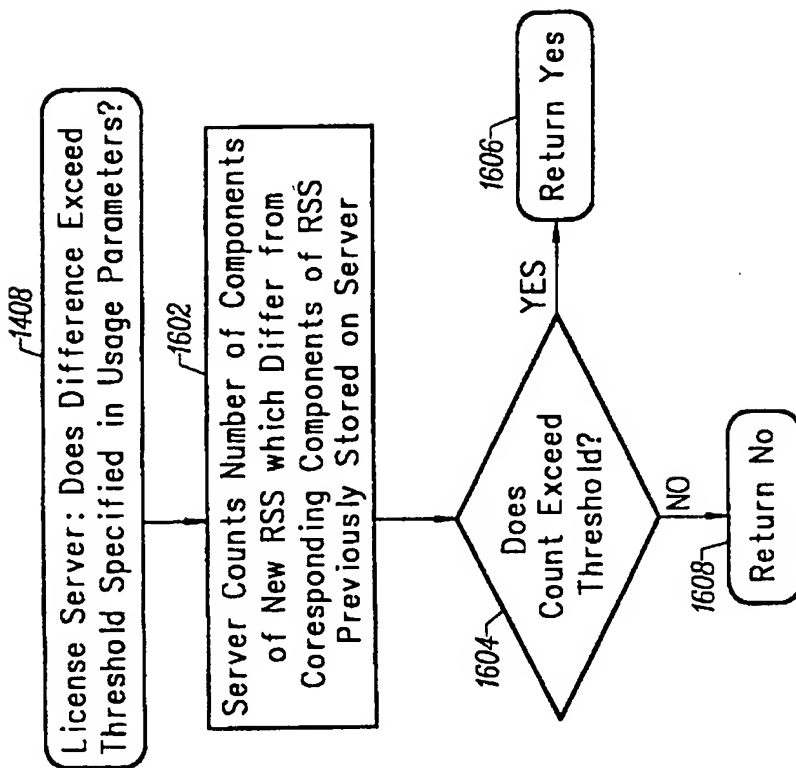 1408
License Server: Does Difference Exceed
Threshold Specified in Usage Parameters?
1602
Server Counts Number of Components
of New RSS which Differ from
Coresponding Components of RSS
Previously Stored on Server
1604
Does
Count Exceed
Threshold?
YES
1606
Return Yes
NO
1608
Return No